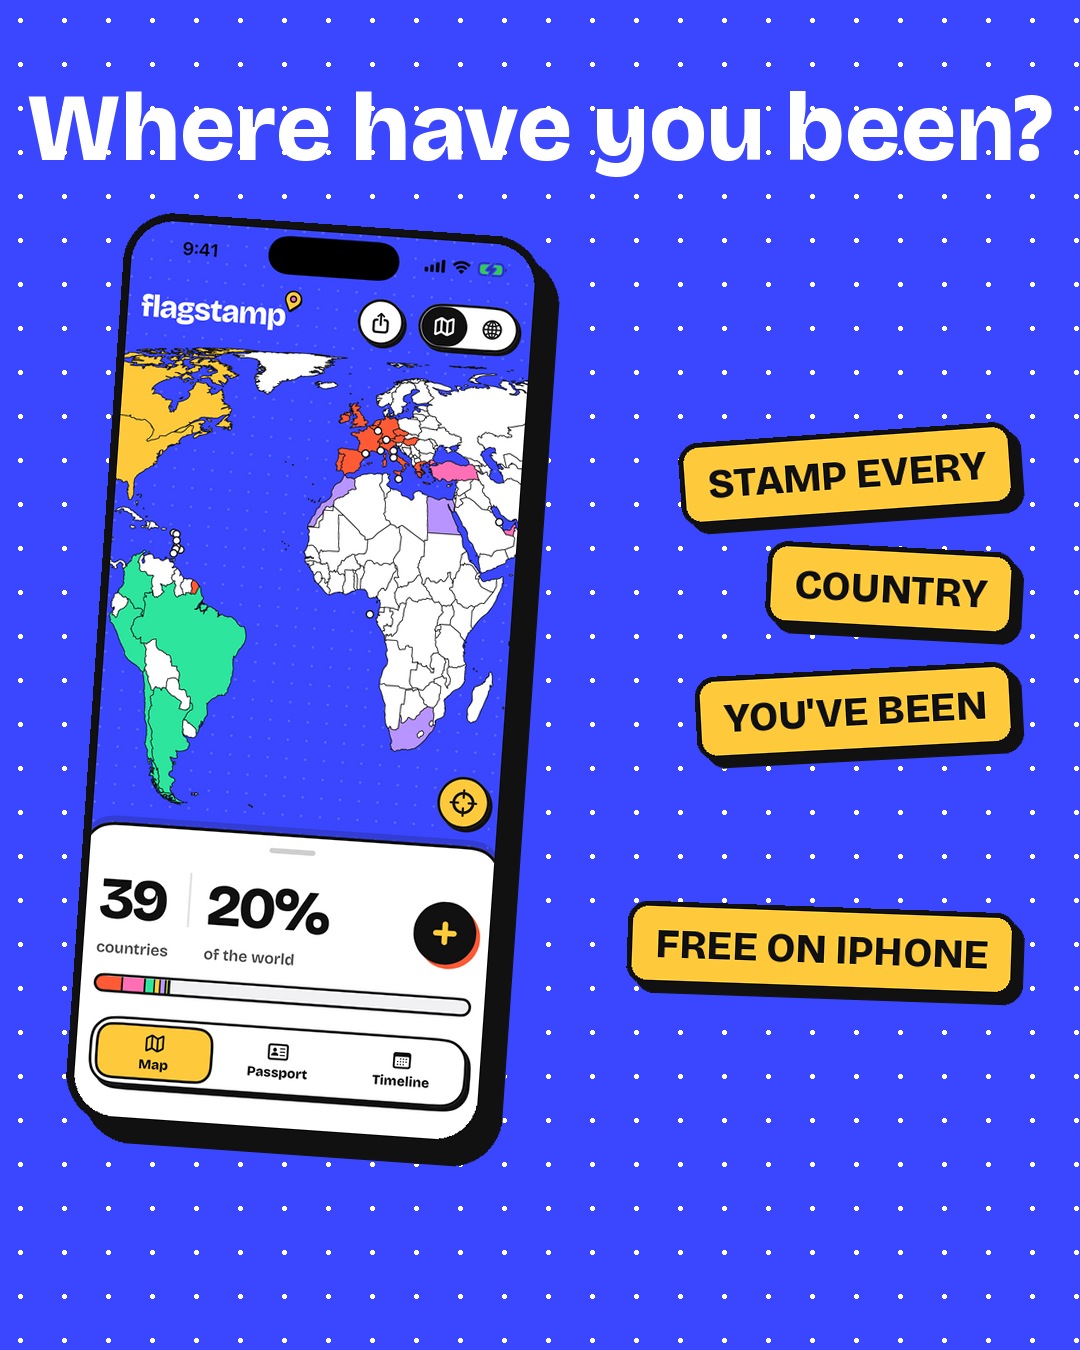 Where have you been?
9:41
flagstamp
STAMP EVERY
COUNTRY
YOU'VE BEEN
39
countries
20%
of the world
FREE ON IPHONE
Map
Passport
Timeline